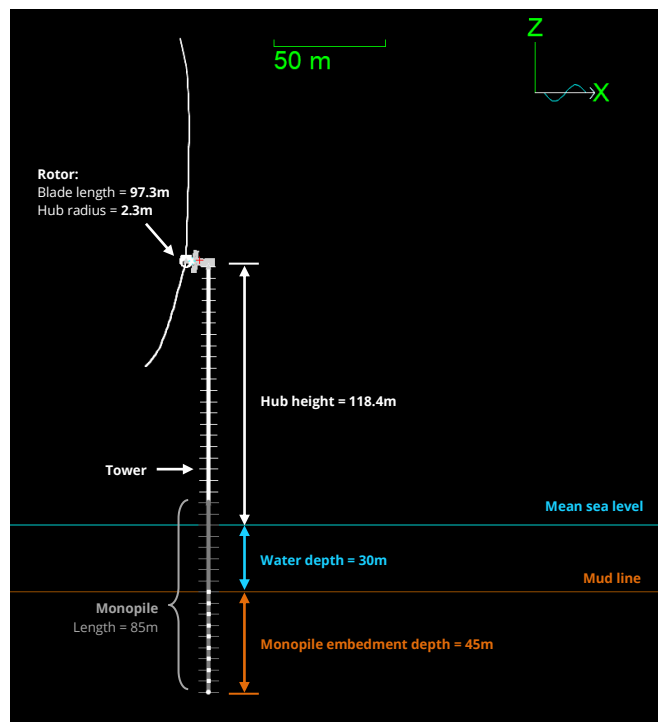 Z
50 m
X
Rotor:
Blade length = 97.3m
Hub radius = 2.3m
Hub height = 118.4m
Tower
Mean sea level
Water depth = 30m
Mud line
Monopile
Length = 85m
Monopile embedment depth = 45m